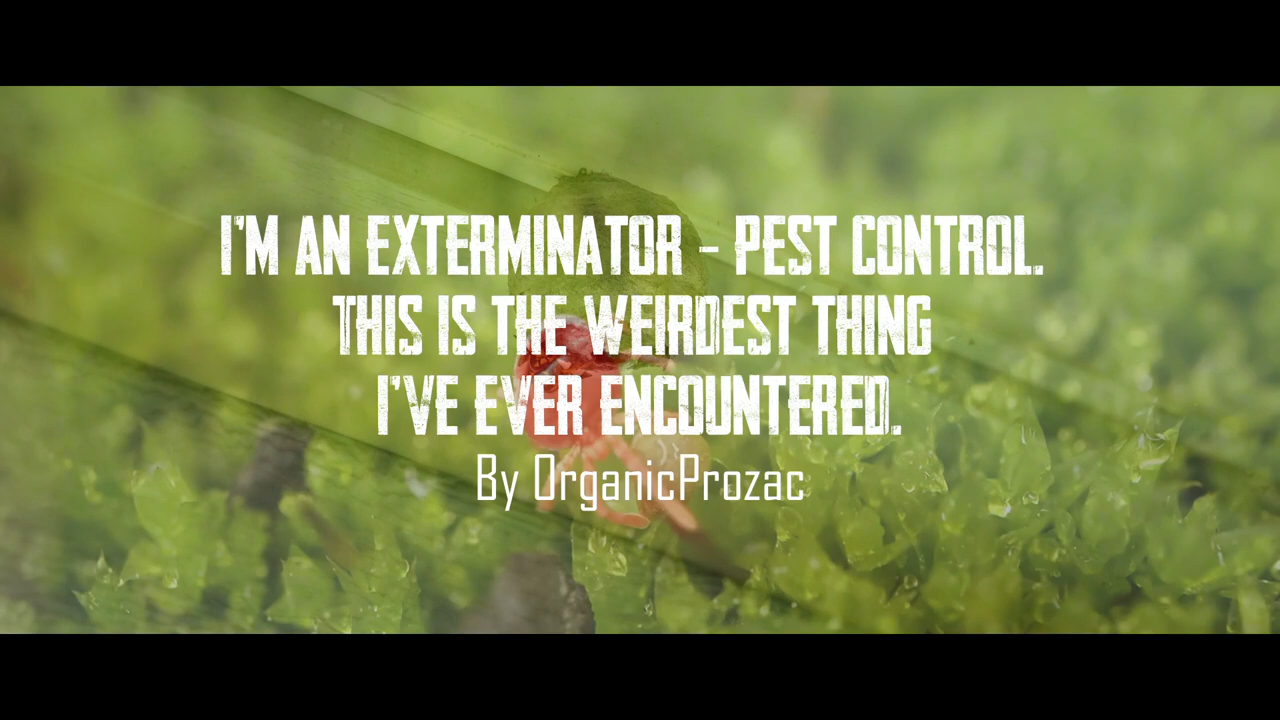 I'M AN EXTERMINATOR - PEST CONTROL.
THIS IS THE WEIRDEST THING
I'VE EVER ENCOUNTERED.
By OrganicProzac